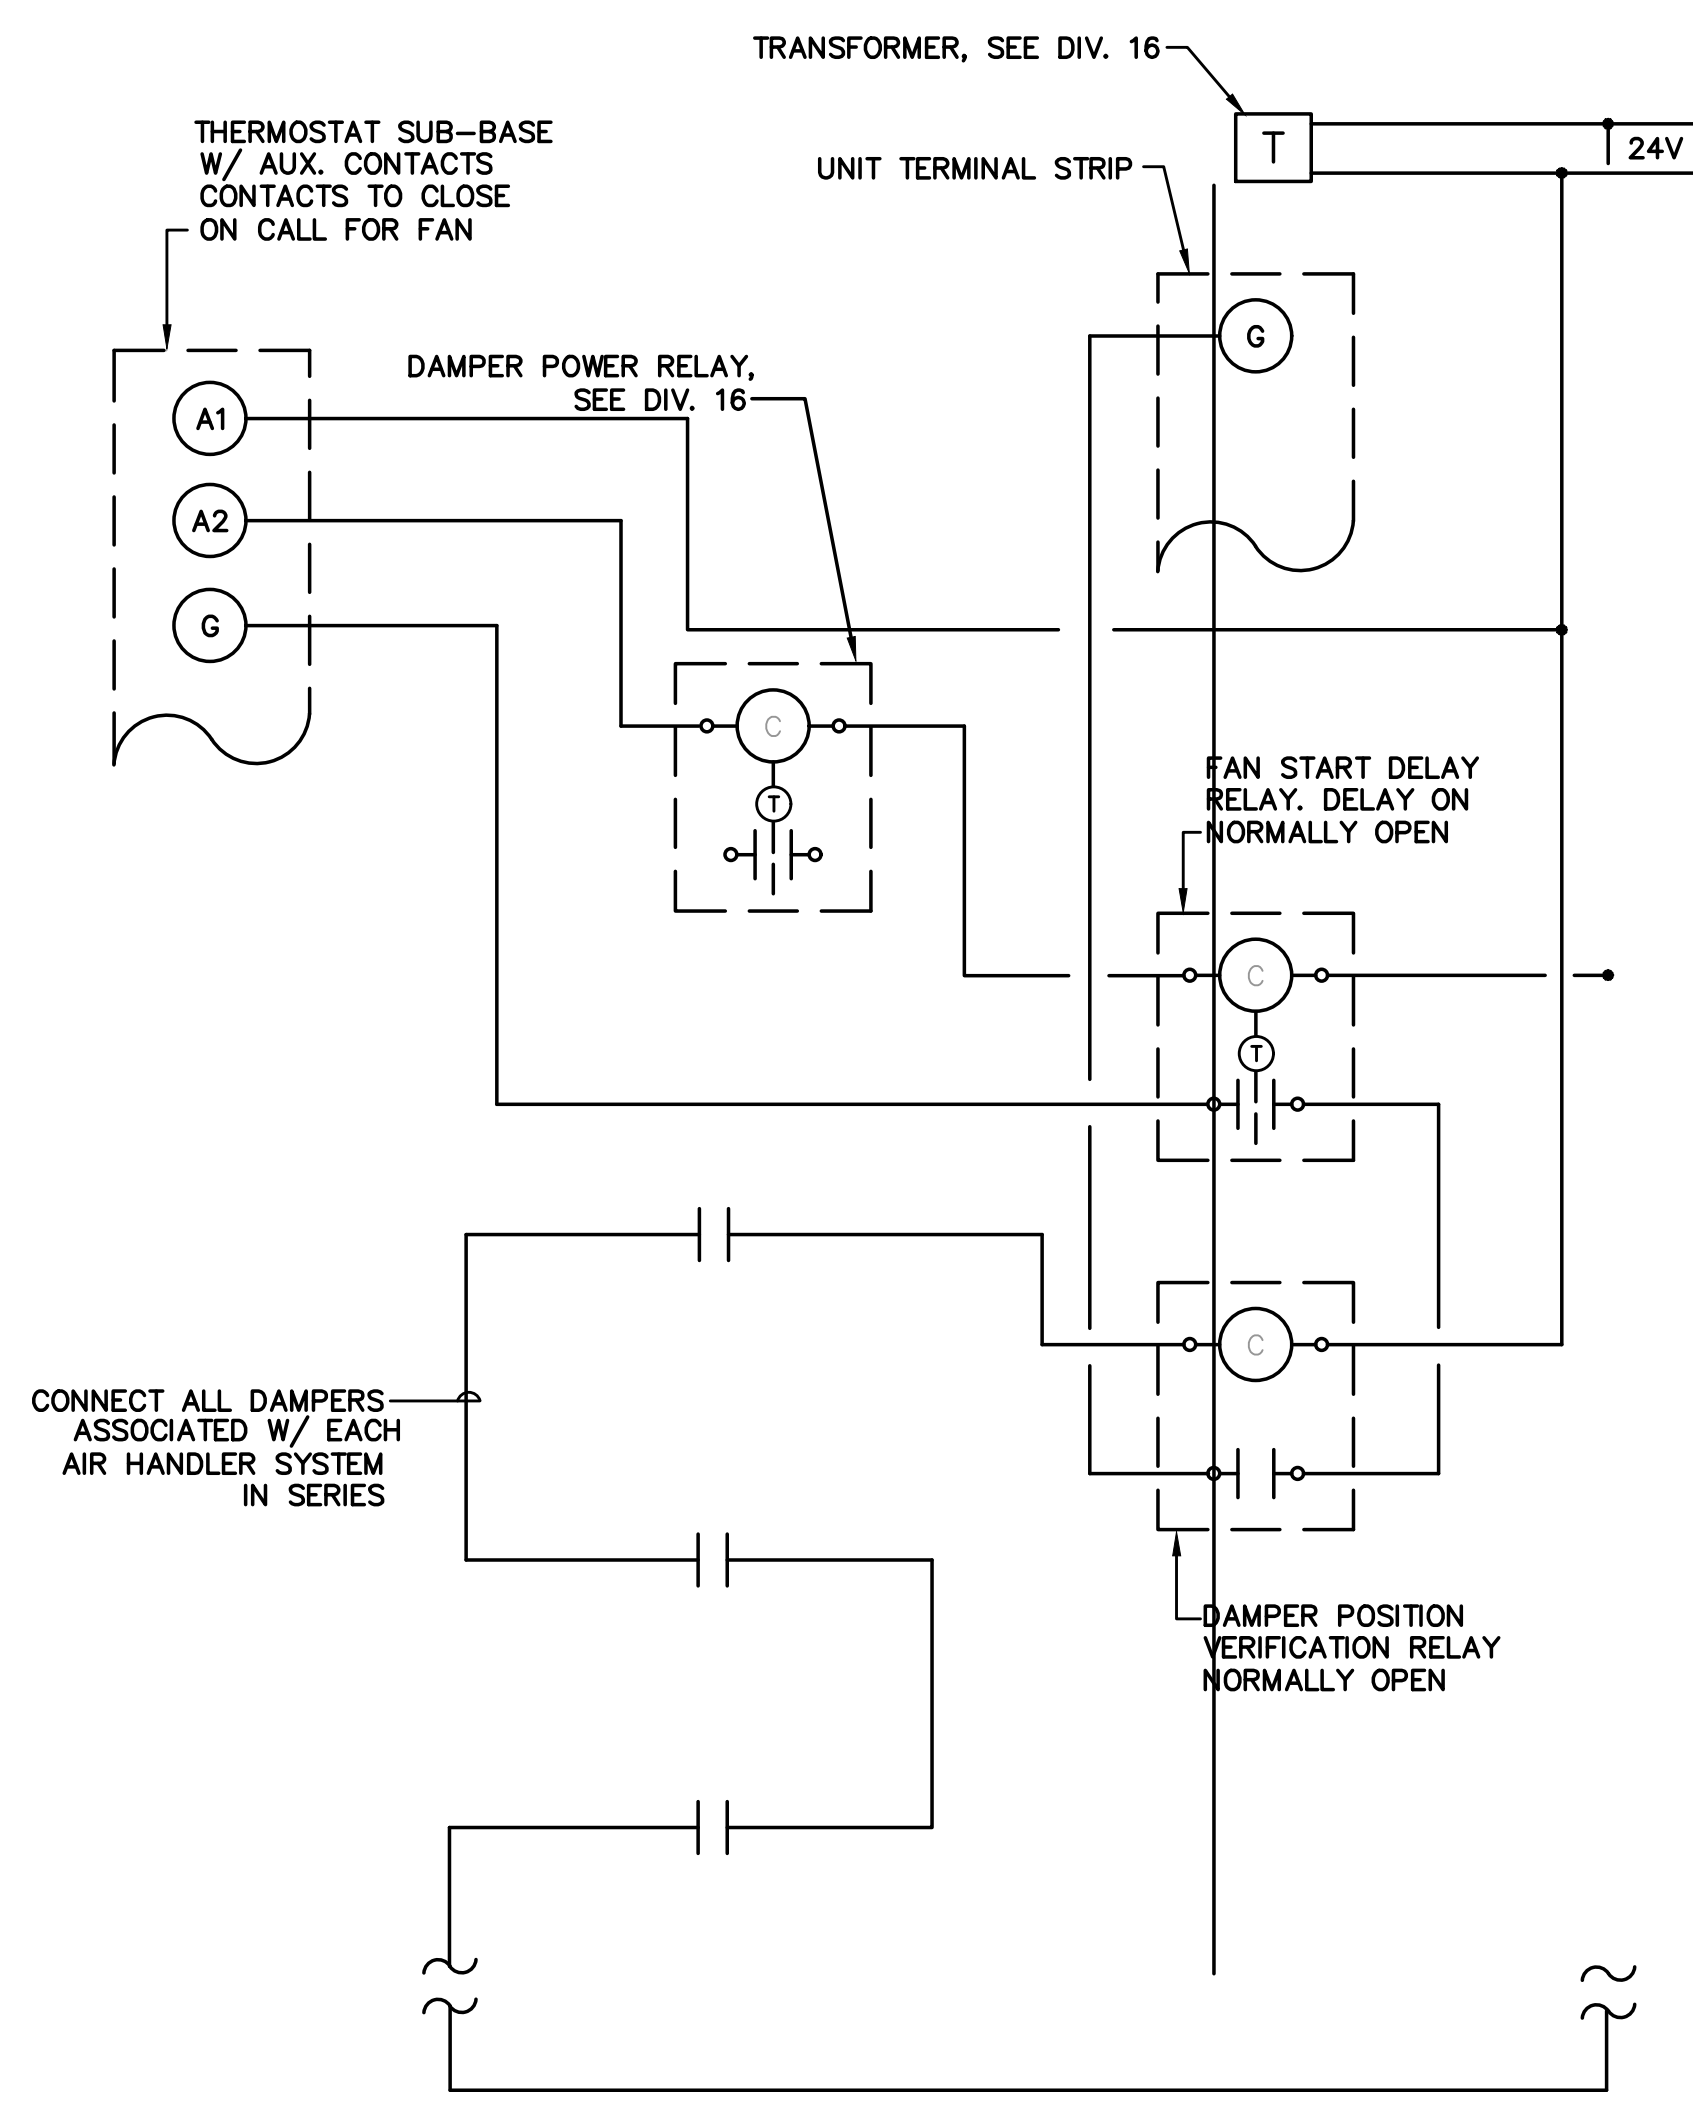 TRANSFORMER, SEE DIV. 16
T
24V
THERMOSTAT SUB-BASE
W/ AUX. CONTACTS
CONTACTS TO CLOSE
ON CALL FOR FAN
UNIT TERMINAL STRIP
G
DAMPER POWER RELAY,
SEE DIV. 16
A1
A2
G
C
T
FAN START DELAY
RELAY. DELAY ON
NORMALLY OPEN
C
T
C
CONNECT ALL DAMPERS
ASSOCIATED W/ EACH
AIR HANDLER SYSTEM
IN SERIES
DAMPER POSITION
VERIFICATION RELAY
NORMALLY OPEN